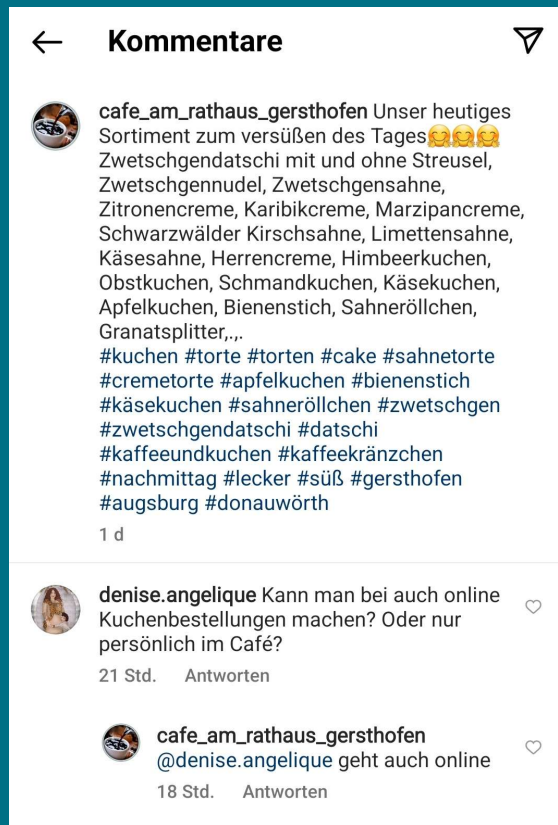 Kommentare
cafe_am_rathaus_gersthofen Unser heutiges
Sortiment zum versüßen des Tages🤗🤗🤗
Zwetschgendatschi mit und ohne Streusel,
Zwetschgennudel, Zwetschgensahne,
Zitronencreme, Karibikcreme, Marzipancreme,
Schwarzwälder Kirschsahne, Limettensahne,
Käsesahne, Herrencreme, Himbeerkuchen,
Obstkuchen, Schmandkuchen, Käsekuchen,
Apfelkuchen, Bienenstich, Sahneröllchen,
Granatsplitter,.,.
#kuchen #torte #torten #cake #sahnetorte
#cremetorte #apfelkuchen #bienenstich
#käsekuchen #sahneröllchen #zwetschgen
#zwetschgendatschi #datschi
#kaffeeundkuchen #kaffeekränzchen
#nachmittag #lecker #süß #gersthofen
#augsburg #donauwörth
1 d
denise.angelique Kann man bei auch online
Kuchenbestellungen machen? Oder nur
persönlich im Café?
21 Std. Antworten
cafe_am_rathaus_gersthofen
@denise.angelique geht auch online
18 Std. Antworten